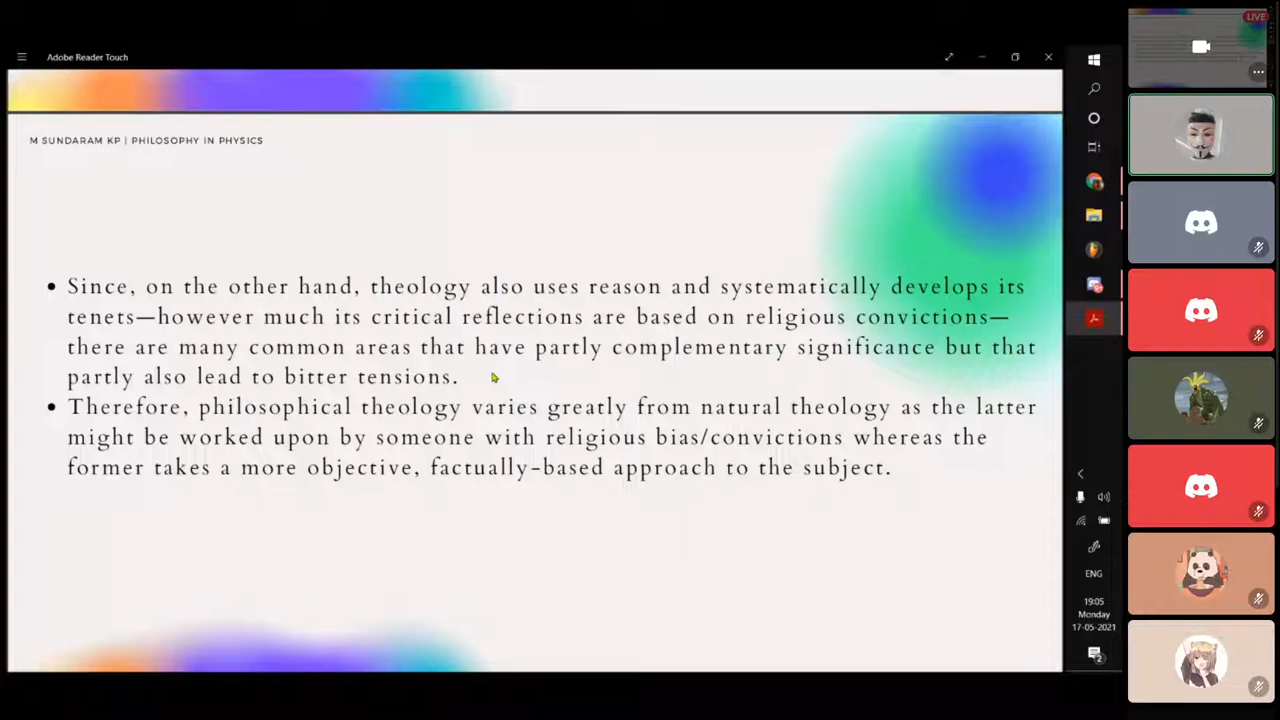 LIVE
Adobe Reader Touch
M SUNDARAM KP | PHILOSOPHY IN PHYSICS
• Since, on the other hand, theology also uses reason and systematically develops its
tenets—however much its critical reflections are based on religious convictions—
there are many common areas that have partly complementary significance but that
partly also lead to bitter tensions.
• Therefore, philosophical theology varies greatly from natural theology as the latter
might be worked upon by someone with religious bias/convictions whereas the
former takes a more objective, factually-based approach to the subject.
ENG
19:05
Monday
17-05-2021
2